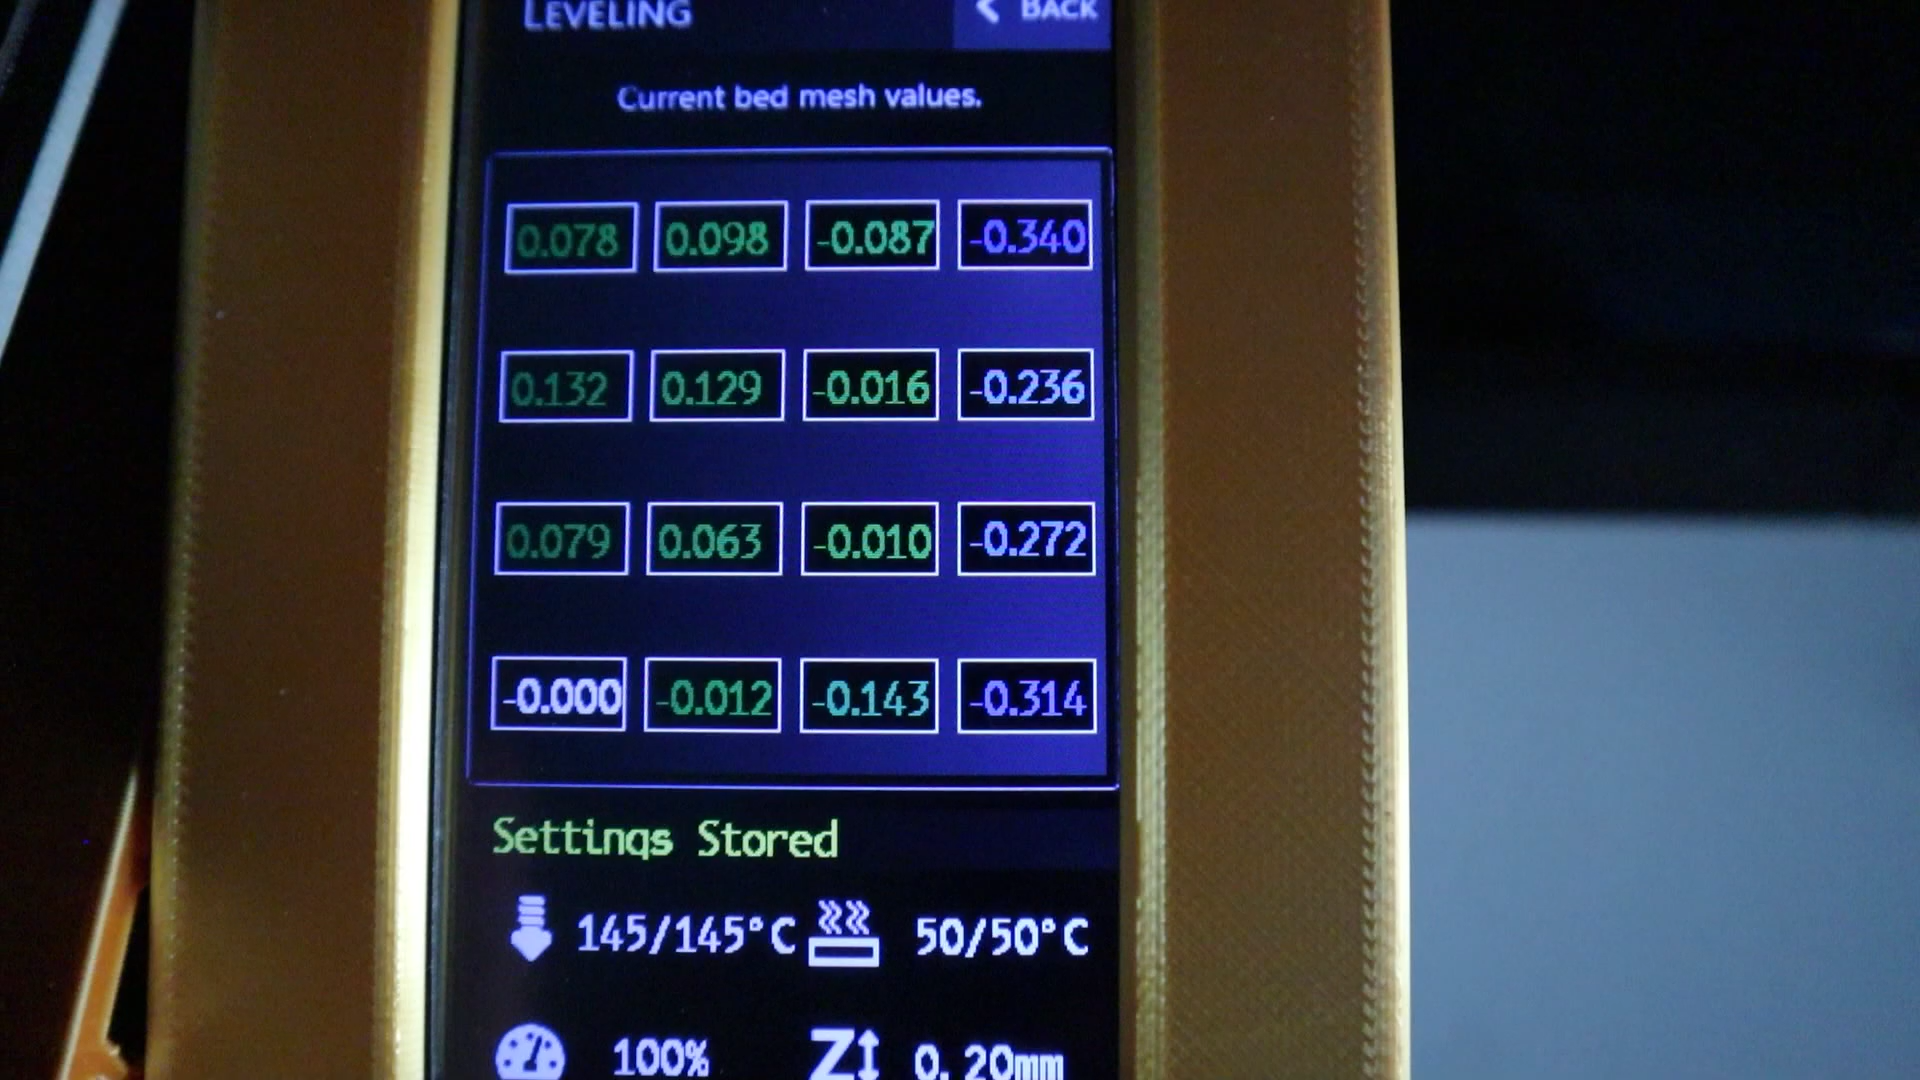 LEVELING < BACK
Current bed mesh values.
0.078 0.098 -0.087 -0.340
0.132 0.129 -0.016 -0.236
0.079 0.063 -0.010 -0.272
-0.000 -0.012 -0.143 -0.314
Settings Stored
145/145°C 50/50°C
100% Z 0.20mm